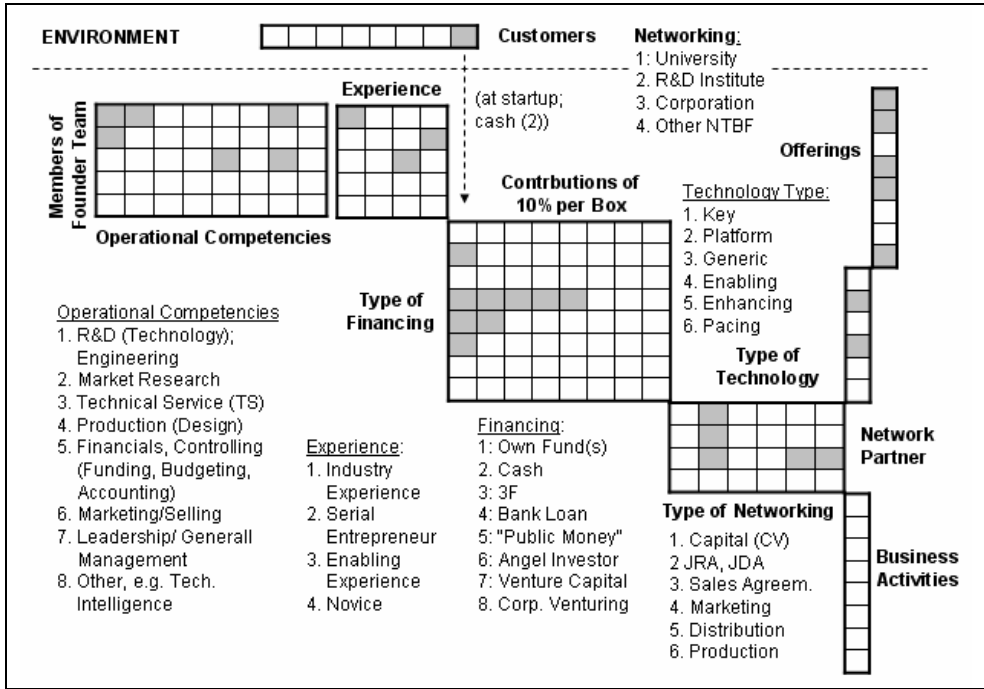 ENVIRONMENT
Customers
Networking:
1: University
2. R&D Institute
3. Corporation
4. Other NTBF
Experience
(at startup;
cash (2))
Members of
Founder Team
Offerings
Contrbutions of
10% per Box
Technology Type:
1. Key
2. Platform
3. Generic
4. Enabling
5. Enhancing
6. Pacing
Operational Competencies
Type of
Financing
Type of
Technology
Operational Competencies
1. R&D (Technology);
Engineering
2. Market Research
3. Technical Service (TS)
4. Production (Design)
5. Financials, Controlling
(Funding, Budgeting,
Accounting)
6. Marketing/Selling
7. Leadership/ Generall
Management
8. Other, e.g. Tech.
Intelligence
Experience:
1. Industry
Experience
2. Serial
Entrepreneur
3. Enabling
Experience
4. Novice
Financing:
1: Own Fund(s)
2. Cash
3: 3F
4: Bank Loan
5: "Public Money"
6: Angel Investor
7: Venture Capital
8. Corp. Venturing
Network
Partner
Type of Networking
1. Capital (CV)
2 JRA, JDA
3. Sales Agreem.
4. Marketing
5. Distribution
6. Production
Business
Activities